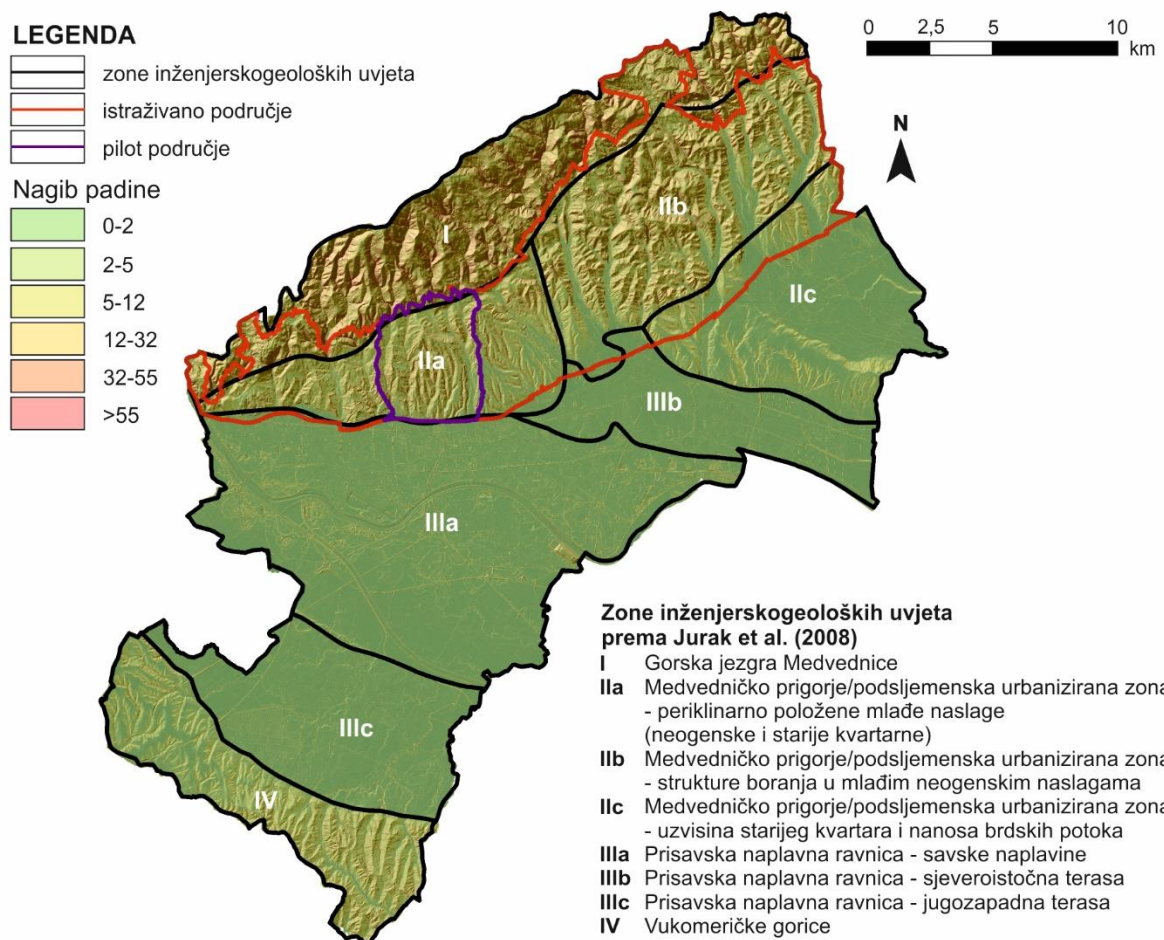 LEGENDA
zone inženjerskogeoloških uvjeta
istraživano područje
pilot područje
Nagib padine
0-2
2-5
5-12
12-32
32-55
>55
0 2,5 5 10
km
N
I
IIb
IIc
IIa
IIIb
IIIa
IIIc
IV
Zone inženjerskogeoloških uvjeta
prema Jurak et al. (2008)
I Gorska jezgra Medvednice
IIa Medvedničko prigorje/podsljemenska urbanizirana zona
- periklinarno položene mlađe naslage
(neogenske i starije kvartarne)
IIb Medvedničko prigorje/podsljemenska urbanizirana zona
- strukture boranja u mlađim neogenskim naslagama
IIc Medvedničko prigorje/podsljemenska urbanizirana zona
- uzvisina starijeg kvartara i nanosa brdskih potoka
IIIa Prisavska naplavna ravnica - savske naplavine
IIIb Prisavska naplavna ravnica - sjeveroistočna terasa
IIIc Prisavska naplavna ravnica - jugozapadna terasa
IV Vukomeričke gorice